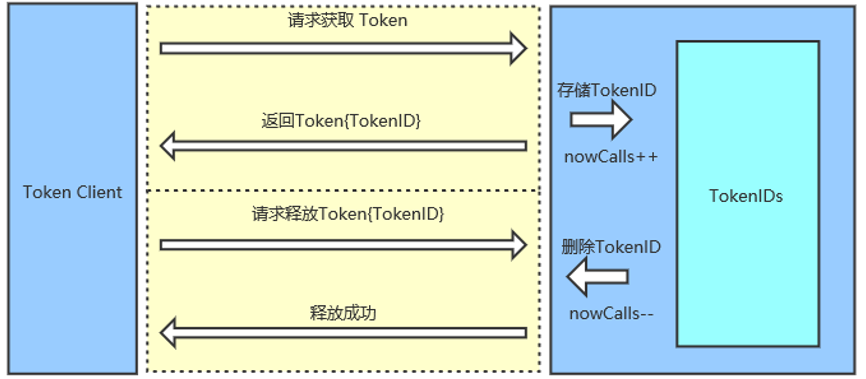 请求获取 Token
存储TokenID
返回Token{TokenID}
nowCalls++
Token Client
TokenIDs
请求释放Token{TokenID}
删除TokenID
释放成功
nowCalls--